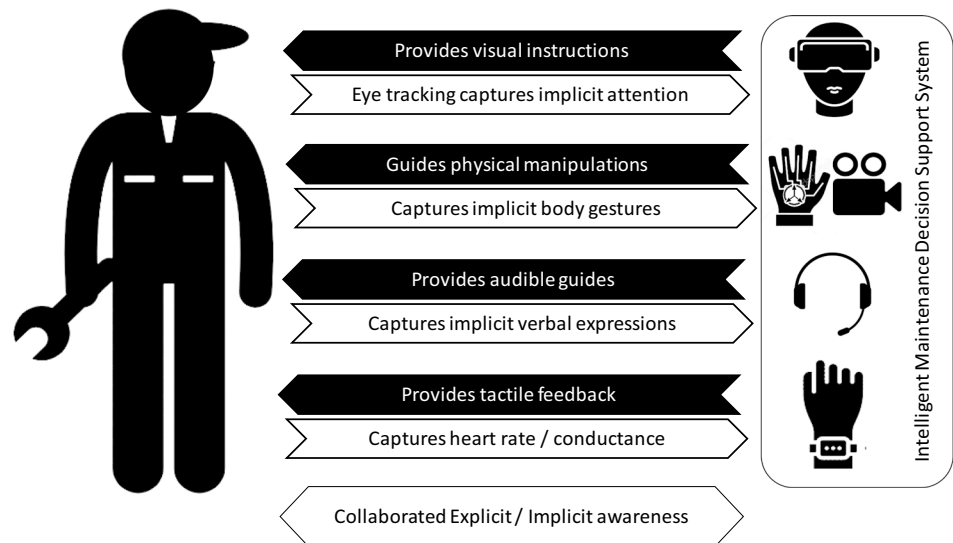 Provides visual instructions
Eye tracking captures implicit attention
Guides physical manipulations
Captures implicit body gestures
Provides audible guides
Captures implicit verbal expressions
Provides tactile feedback
Captures heart rate / conductance
Collaborated Explicit / Implicit awareness
Intelligent Maintenance Decision Support System